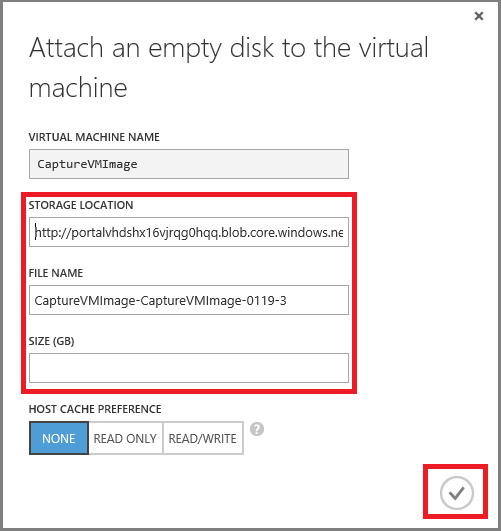 Attach an empty disk to the virtual
machine
VIRTUAL MACHINE NAME
CaptureVMImage
STORAGE LOCATION
http://portalvhdshx16vjrqg0hqq.blob.core.windows.ne
FILE NAME
CaptureVMImage-CaptureVMImage-0119-3
SIZE (GB)
HOST CACHE PREFERENCE
NONE READ ONLY READ/WRITE ?